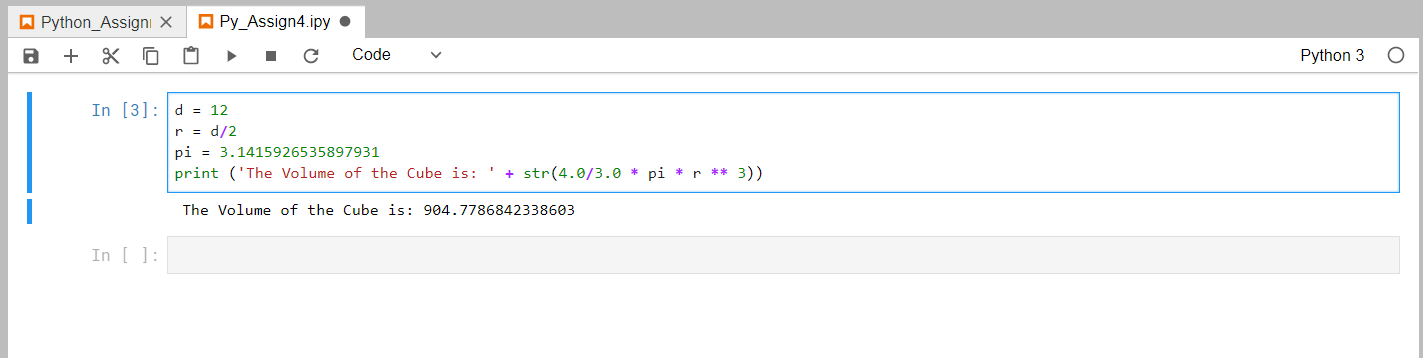 Python_Assign
Py_Assign4.ipy
Code
Python 3
In [3]:
d = 12
r = d/2
pi = 3.1415926535897931
print ('The Volume of the Cube is: ' + str(4.0/3.0 * pi * r ** 3))
The Volume of the Cube is: 904.7786842338603
In [ ]: